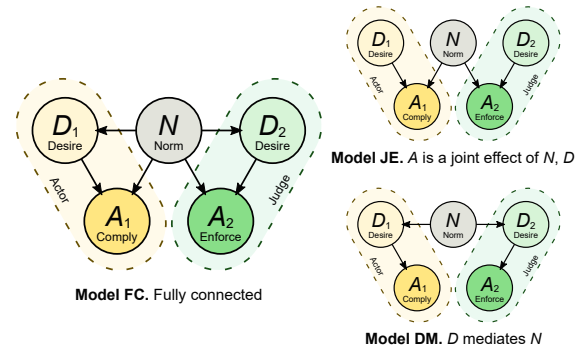 D1
Desire
N
Norm
D2
Desire
A1
Comply
A2
Enforce
Actor
Judge
Model FC. Fully connected
D1
Desire
N
Norm
D2
Desire
A1
Comply
A2
Enforce
Actor
Judge
Model JE. A is a joint effect of N, D
D1
Desire
N
Norm
D2
Desire
A1
Comply
A2
Enforce
Actor
Judge
Model DM. D mediates N